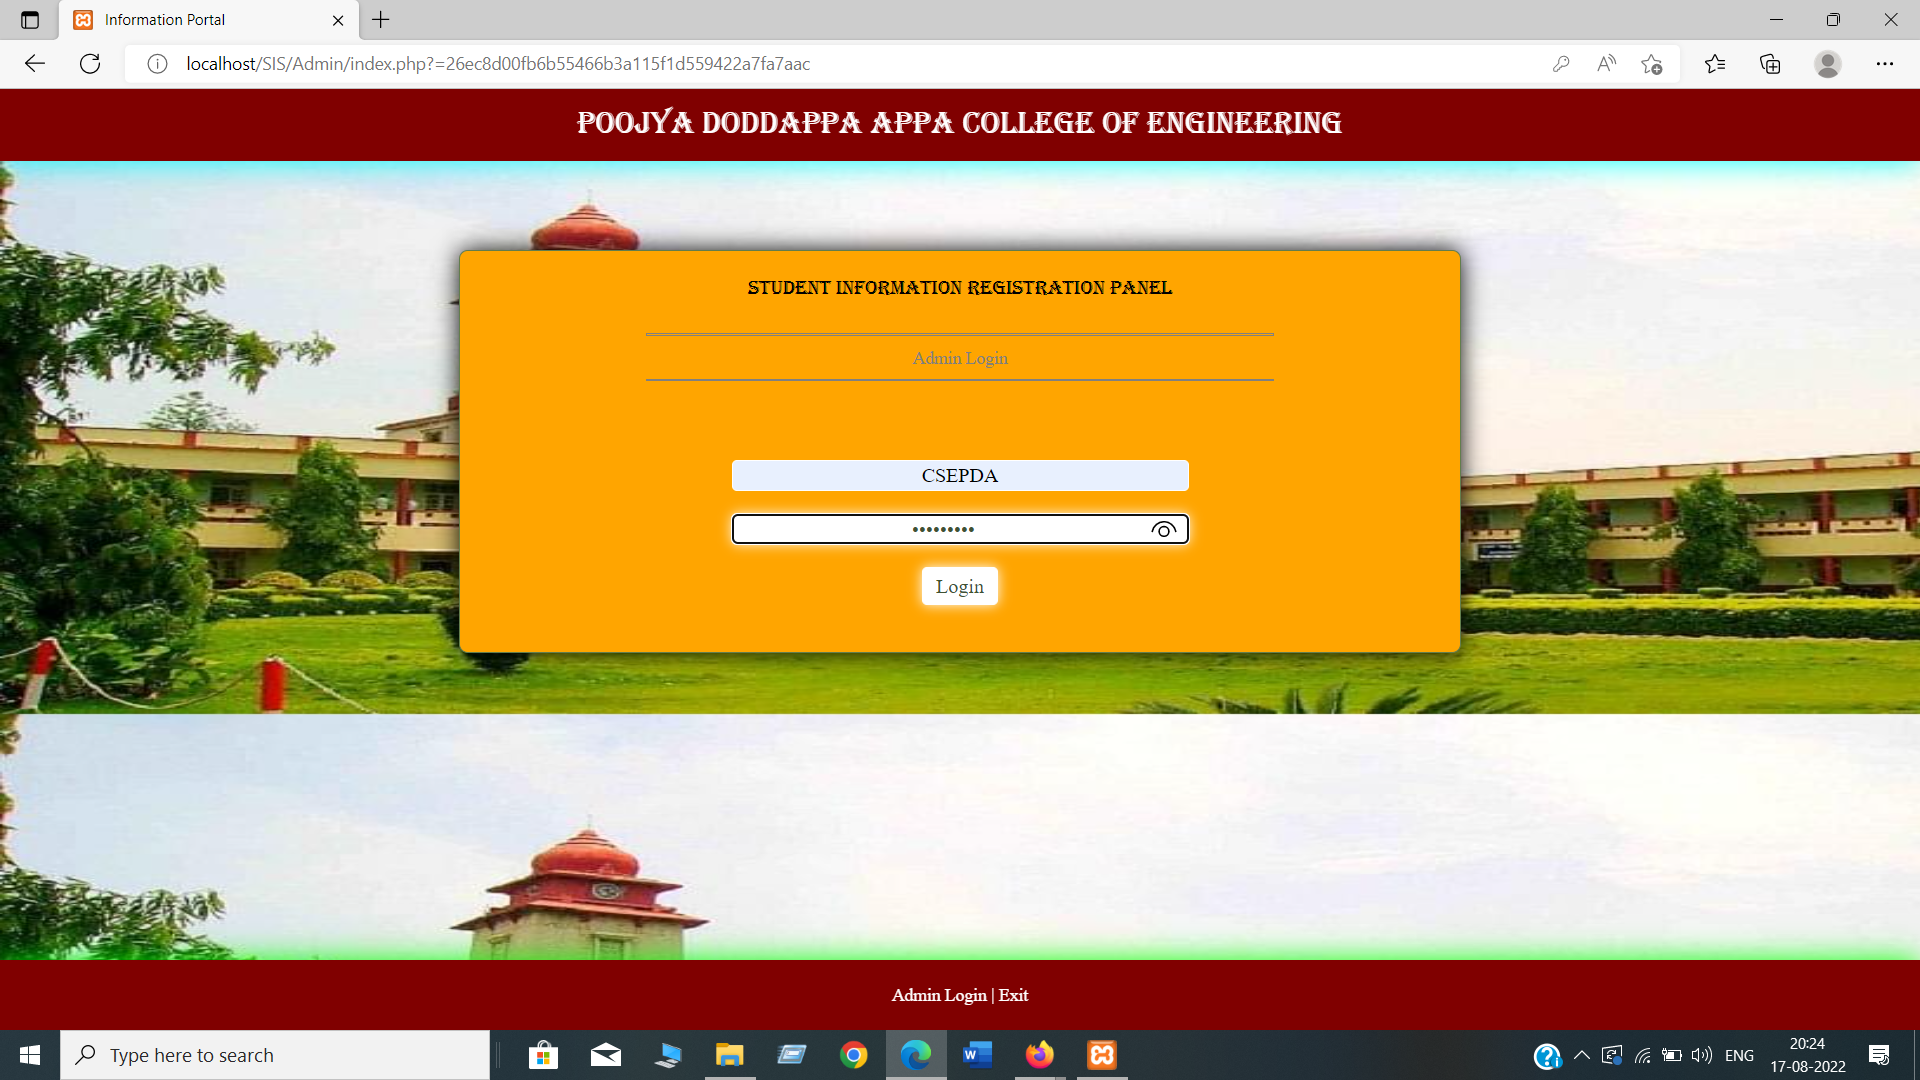 Information Portal
localhost/SIS/Admin/index.php?=26ec8d00fb6b55466b3a115f1d559422a7fa7aac
POOJYA DODDAPPA APPA COLLEGE OF ENGINEERING
STUDENT INFORMATION REGISTRATION PANEL
Admin Login
CSEPDA
•••••••••
Login
Admin Login | Exit
Type here to search
ENG
20:24
17-08-2022